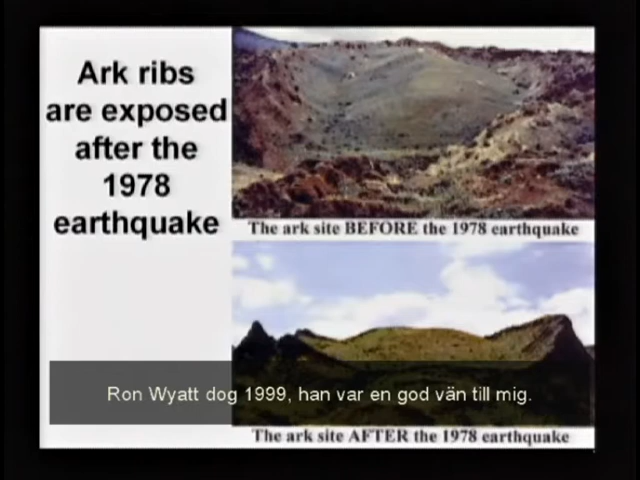 Ark ribs
are exposed
after the
1978
earthquake
The ark site BEFORE the 1978 earthquake
Ron Wyatt dog 1999, han var en god vän till mig.
The ark site AFTER the 1978 earthquake